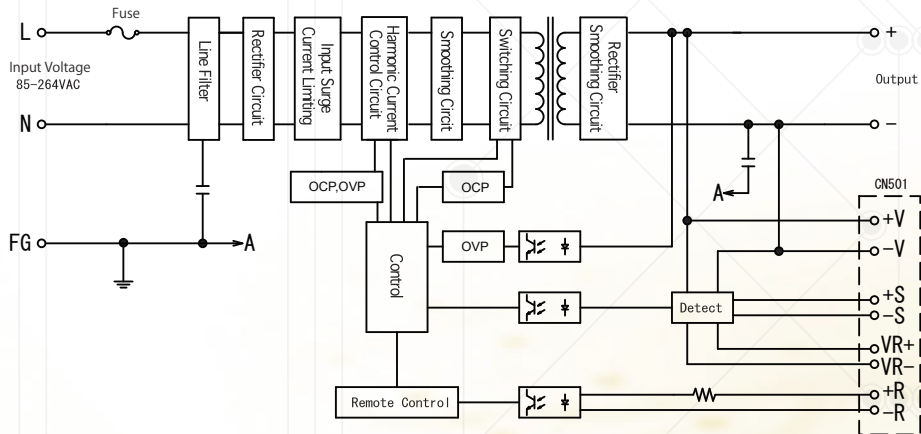 Fuse
L
Input Voltage
85-264VAC
N
FG
A
Line Filter
Rectifier Circuit
Input Surge
Current Limiting
Harmonic Current
Control Circuit
Smoothing Circit
Switching Circuit
Rectifier
Smoothing Circuit
+
Output
-
A
OCP,OVP
OCP
OVP
Control
Detect
Remote Control
CN501
+V
-V
+S
-S
VR+
VR-
+R
-R